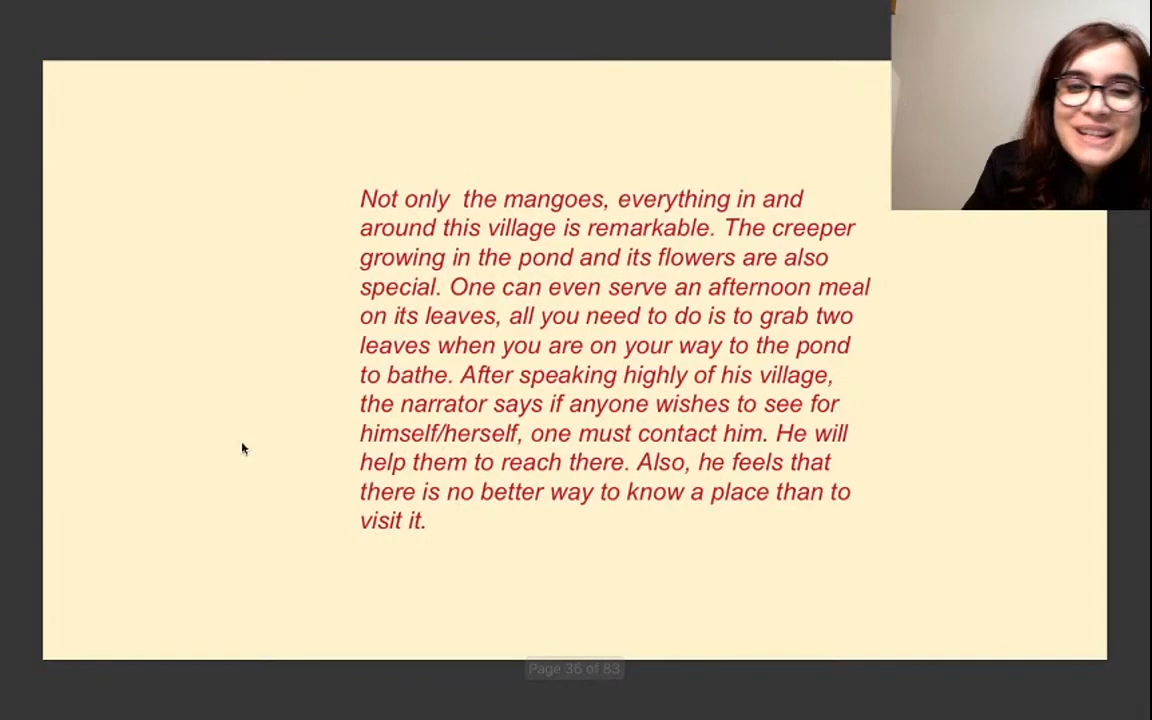 Not only  the mangoes, everything in and
around this village is remarkable. The creeper
growing in the pond and its flowers are also
special. One can even serve an afternoon meal
on its leaves, all you need to do is to grab two
leaves when you are on your way to the pond
to bathe. After speaking highly of his village,
the narrator says if anyone wishes to see for
himself/herself, one must contact him. He will
help them to reach there. Also, he feels that
there is no better way to know a place than to
visit it.
Page 36 of 83